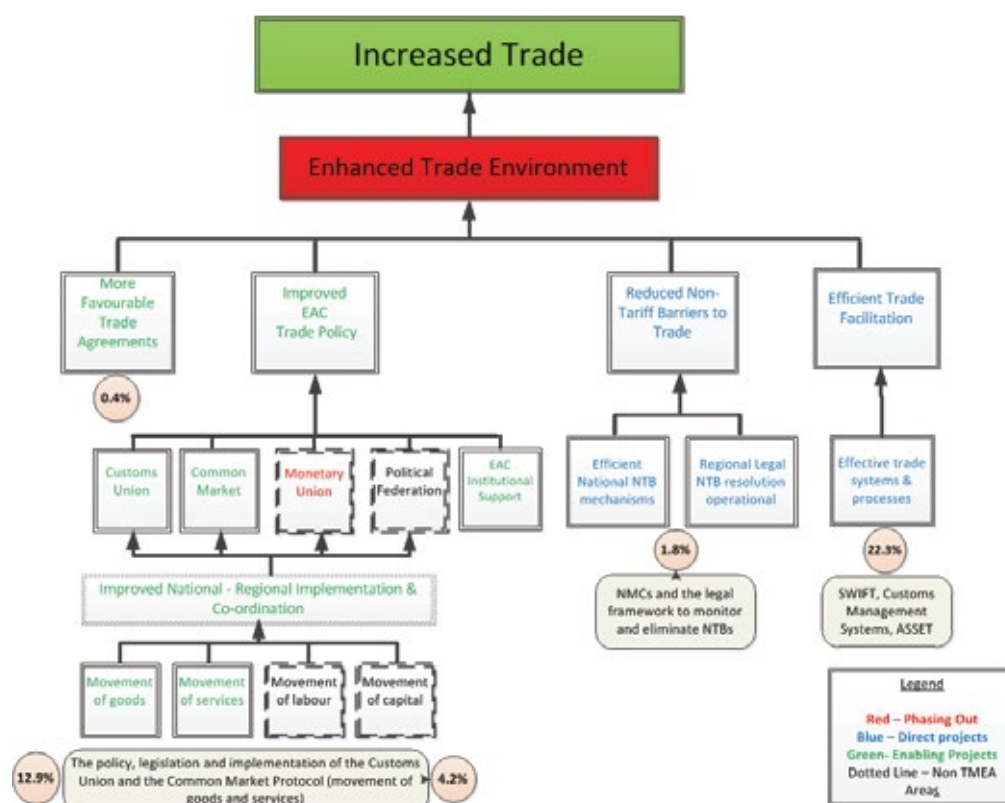 Increased Trade
Enhanced Trade Environment
More
Favourable
Trade
Agreements
Improved
EAC
Trade Policy
Reduced Non-
Tariff Barriers to
Trade
Efficient Trade
Facilitation
0.4%
Customs
Union
Common
Market
Monetary
Union
Political
Federation
EAC
Institutional
Support
Efficient
National NTB
mechanisms
Regional Legal
NTB resolution
operational
Effective trade
systems &
processes
1.8%
22.3%
Improved National - Regional Implementation &
Co-ordination
NMCs and the legal
framework to monitor
and eliminate NTBs
SWIFT, Customs
Management
Systems, ASSET
Movement
of goods
Movement
of services
Movement
of labour
Movement
of capital
12.9%
The policy, legislation and implementation of the Customs
Union and the Common Market Protocol (movement of
goods and services)
4.2%
Legend
Red – Phasing Out
Blue – Direct projects
Green- Enabling Projects
Dotted Line – Non TMEA
Areas